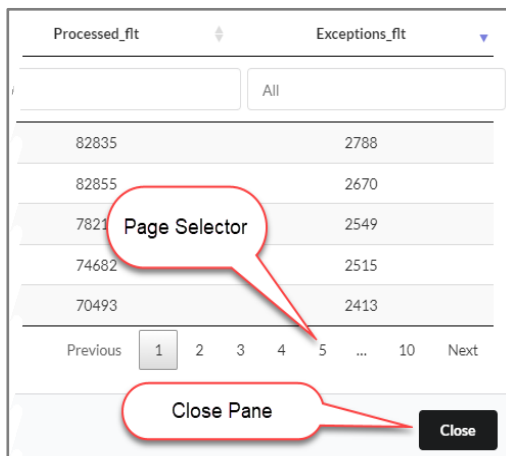 Processed_flt Exceptions_flt
All
82835 2788
82855 2670
7821 2549
Page Selector
74682 2515
70493 2413
Previous 1 2 3 4 5 ... 10 Next
Close Pane
Close